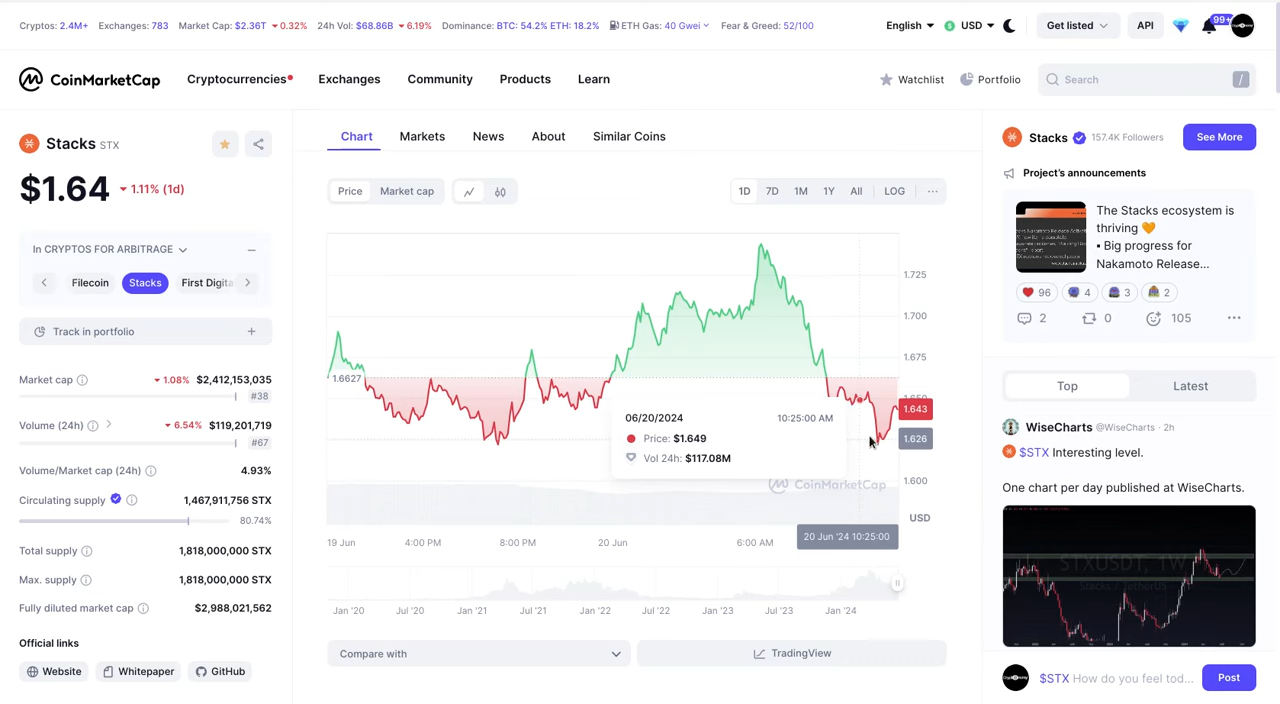 Cryptos: 2.4M+ Exchanges: 783 Market Cap: $2.36T 0.32% 24h Vol: $68.86B 6.19% Dominance: BTC: 54.2% ETH: 18.2% ETH Gas: 40 Gwei Fear & Greed: 52/100
English USD Get listed API 99+
CoinMarketCap Cryptocurrencies Exchanges Community Products Learn Watchlist Portfolio Search /
Stacks STX
$1.64 1.11% (1d)
In CRYPTOS FOR ARBITRAGE
Filecoin Stacks First Digita
Track in portfolio +
Market cap 1.08% $2,412,153,035
#38
Volume (24h) 6.54% $119,201,719
#67
Volume/Market cap (24h) 4.93%
Circulating supply 1,467,911,756 STX
80.74%
Total supply 1,818,000,000 STX
Max. supply 1,818,000,000 STX
Fully diluted market cap $2,988,021,562
Official links
Website Whitepaper GitHub
Chart Markets News About Similar Coins
Price Market cap 1D 7D 1M 1Y All LOG ...
1.725
1.700
1.675
1.6627
1.643
1.626
1.600
USD
06/20/2024 10:25:00 AM
Price: $1.649
Vol 24h: $117.08M
CoinMarketCap
20 Jun '24 10:25:00
19 Jun 4:00 PM 8:00 PM 20 Jun 6:00 AM
Jan '20 Jul '20 Jan '21 Jul '21 Jan '22 Jul '22 Jan '23 Jul '23 Jan '24
Compare with TradingView
Stacks 157.4K Followers See More
Project's announcements
The Stacks ecosystem is
thriving 🧡
▪ Big progress for
Nakamoto Release...
96 4 3 2
2 0 105 ...
Top Latest
WiseCharts @WiseCharts · 2h
$STX Interesting level.
One chart per day published at WiseCharts.
STXUSDT, 1W
Stacks / TetherUS
$STX How do you feel tod... Post